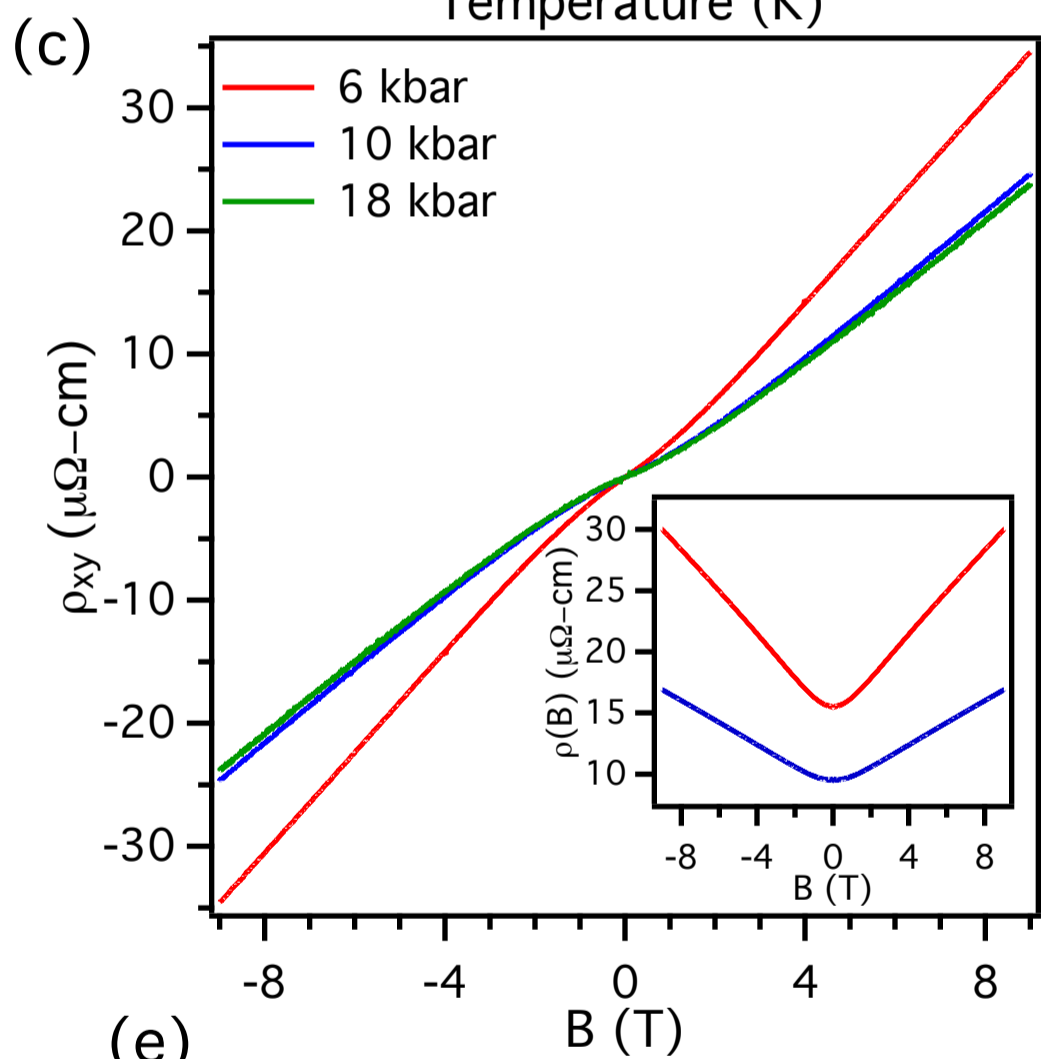 Temperature (K)
(c)
6 kbar
10 kbar
18 kbar
30
20
10
0
-10
-20
-30
ρxy (μΩ−cm)
-8 -4 0 4 8
B (T)
30
25
20
15
10
ρ(B) (μΩ−cm)
-8 -4 0 4 8
B (T)
(e)